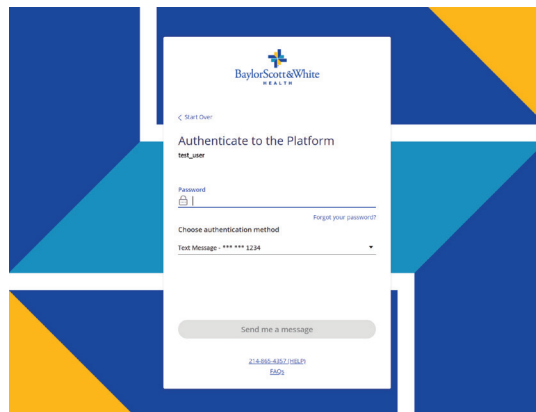 BaylorScott&White
HEALTH
< Start Over
Authenticate to the Platform
test_user
Password
Forgot your password?
Choose authentication method
Text Message - *** *** 1234
Send me a message
214-865-4357 (HELP)
FAQs